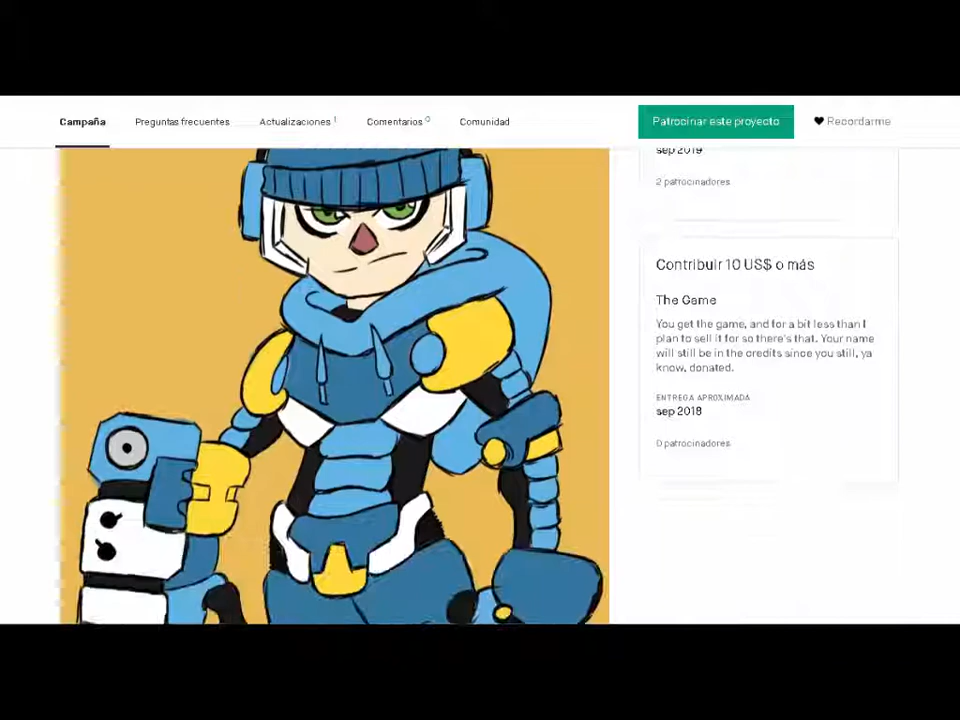 Campaña
Preguntas frecuentes
Actualizaciones 1
Comentarios 0
Comunidad
Patrocinar este proyecto
Recordarme
sep 2019
2 patrocinadores
Contribuir 10 US$ o más
The Game
You get the game, and for a bit less than I
plan to sell it for so there's that. Your name
will still be in the credits since you still, ya
know, donated.
ENTREGA APROXIMADA
sep 2018
0 patrocinadores